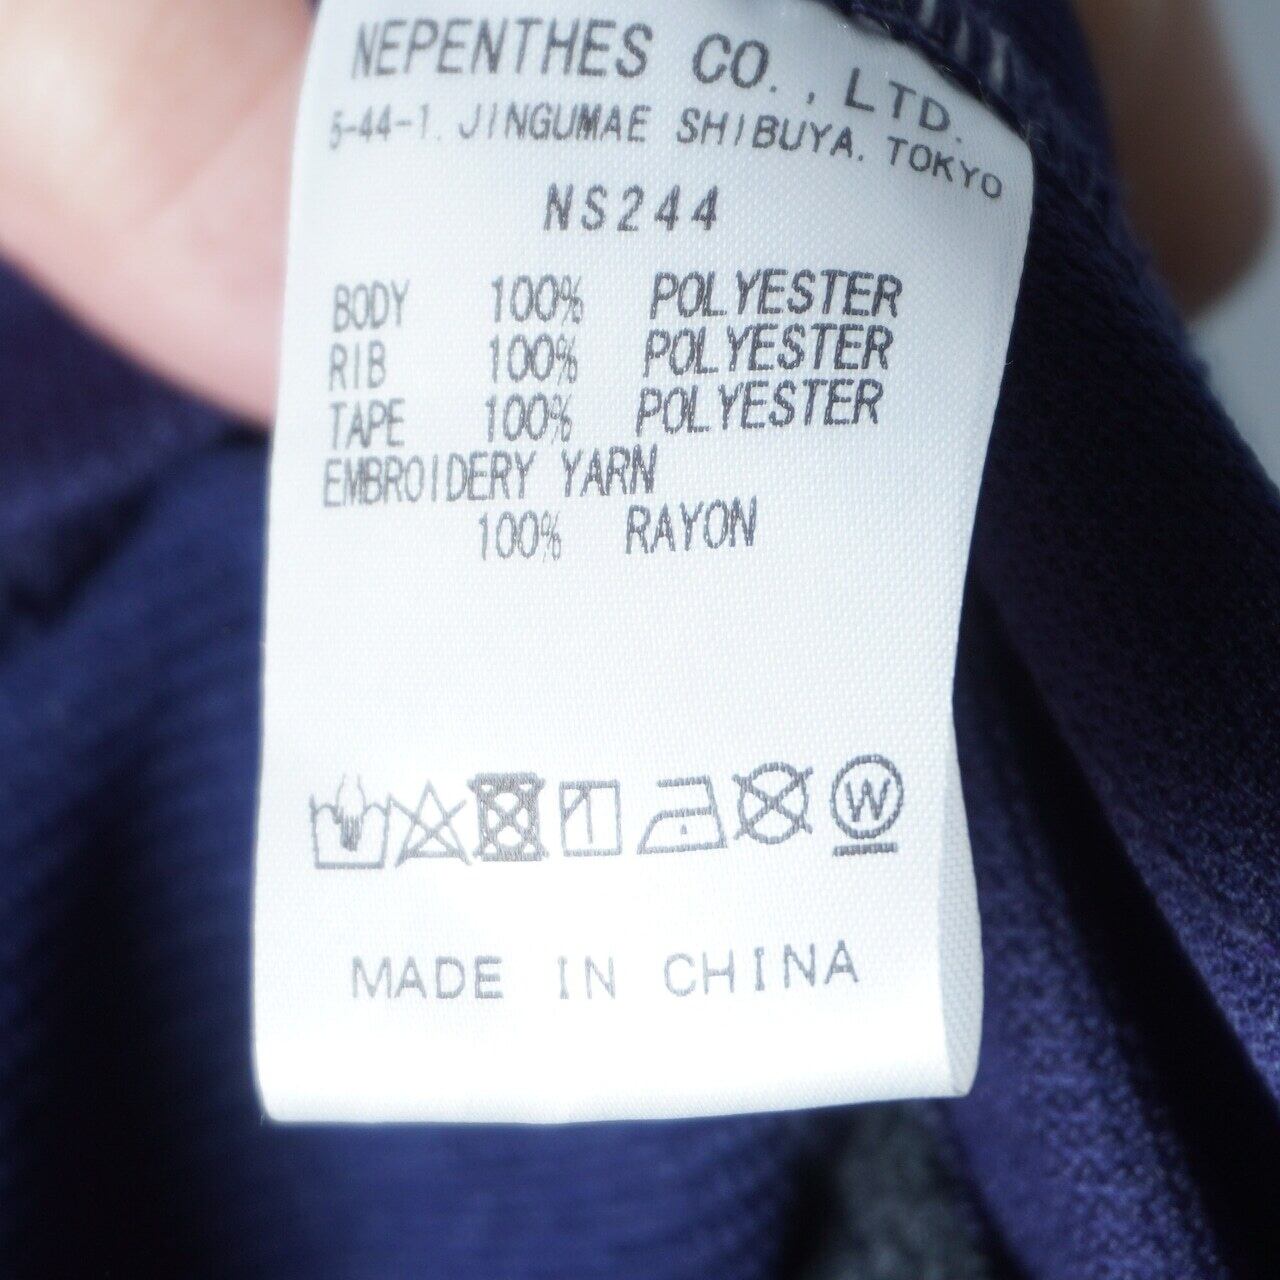 NEPENTHES CO., LTD.
5-44-1. JINGUMAE SHIBUYA. TOKYO
NS244
BODY 100% POLYESTER
RIB 100% POLYESTER
TAPE 100% POLYESTER
EMBROIDERY YARN
100% RAYON
W
MADE IN CHINA